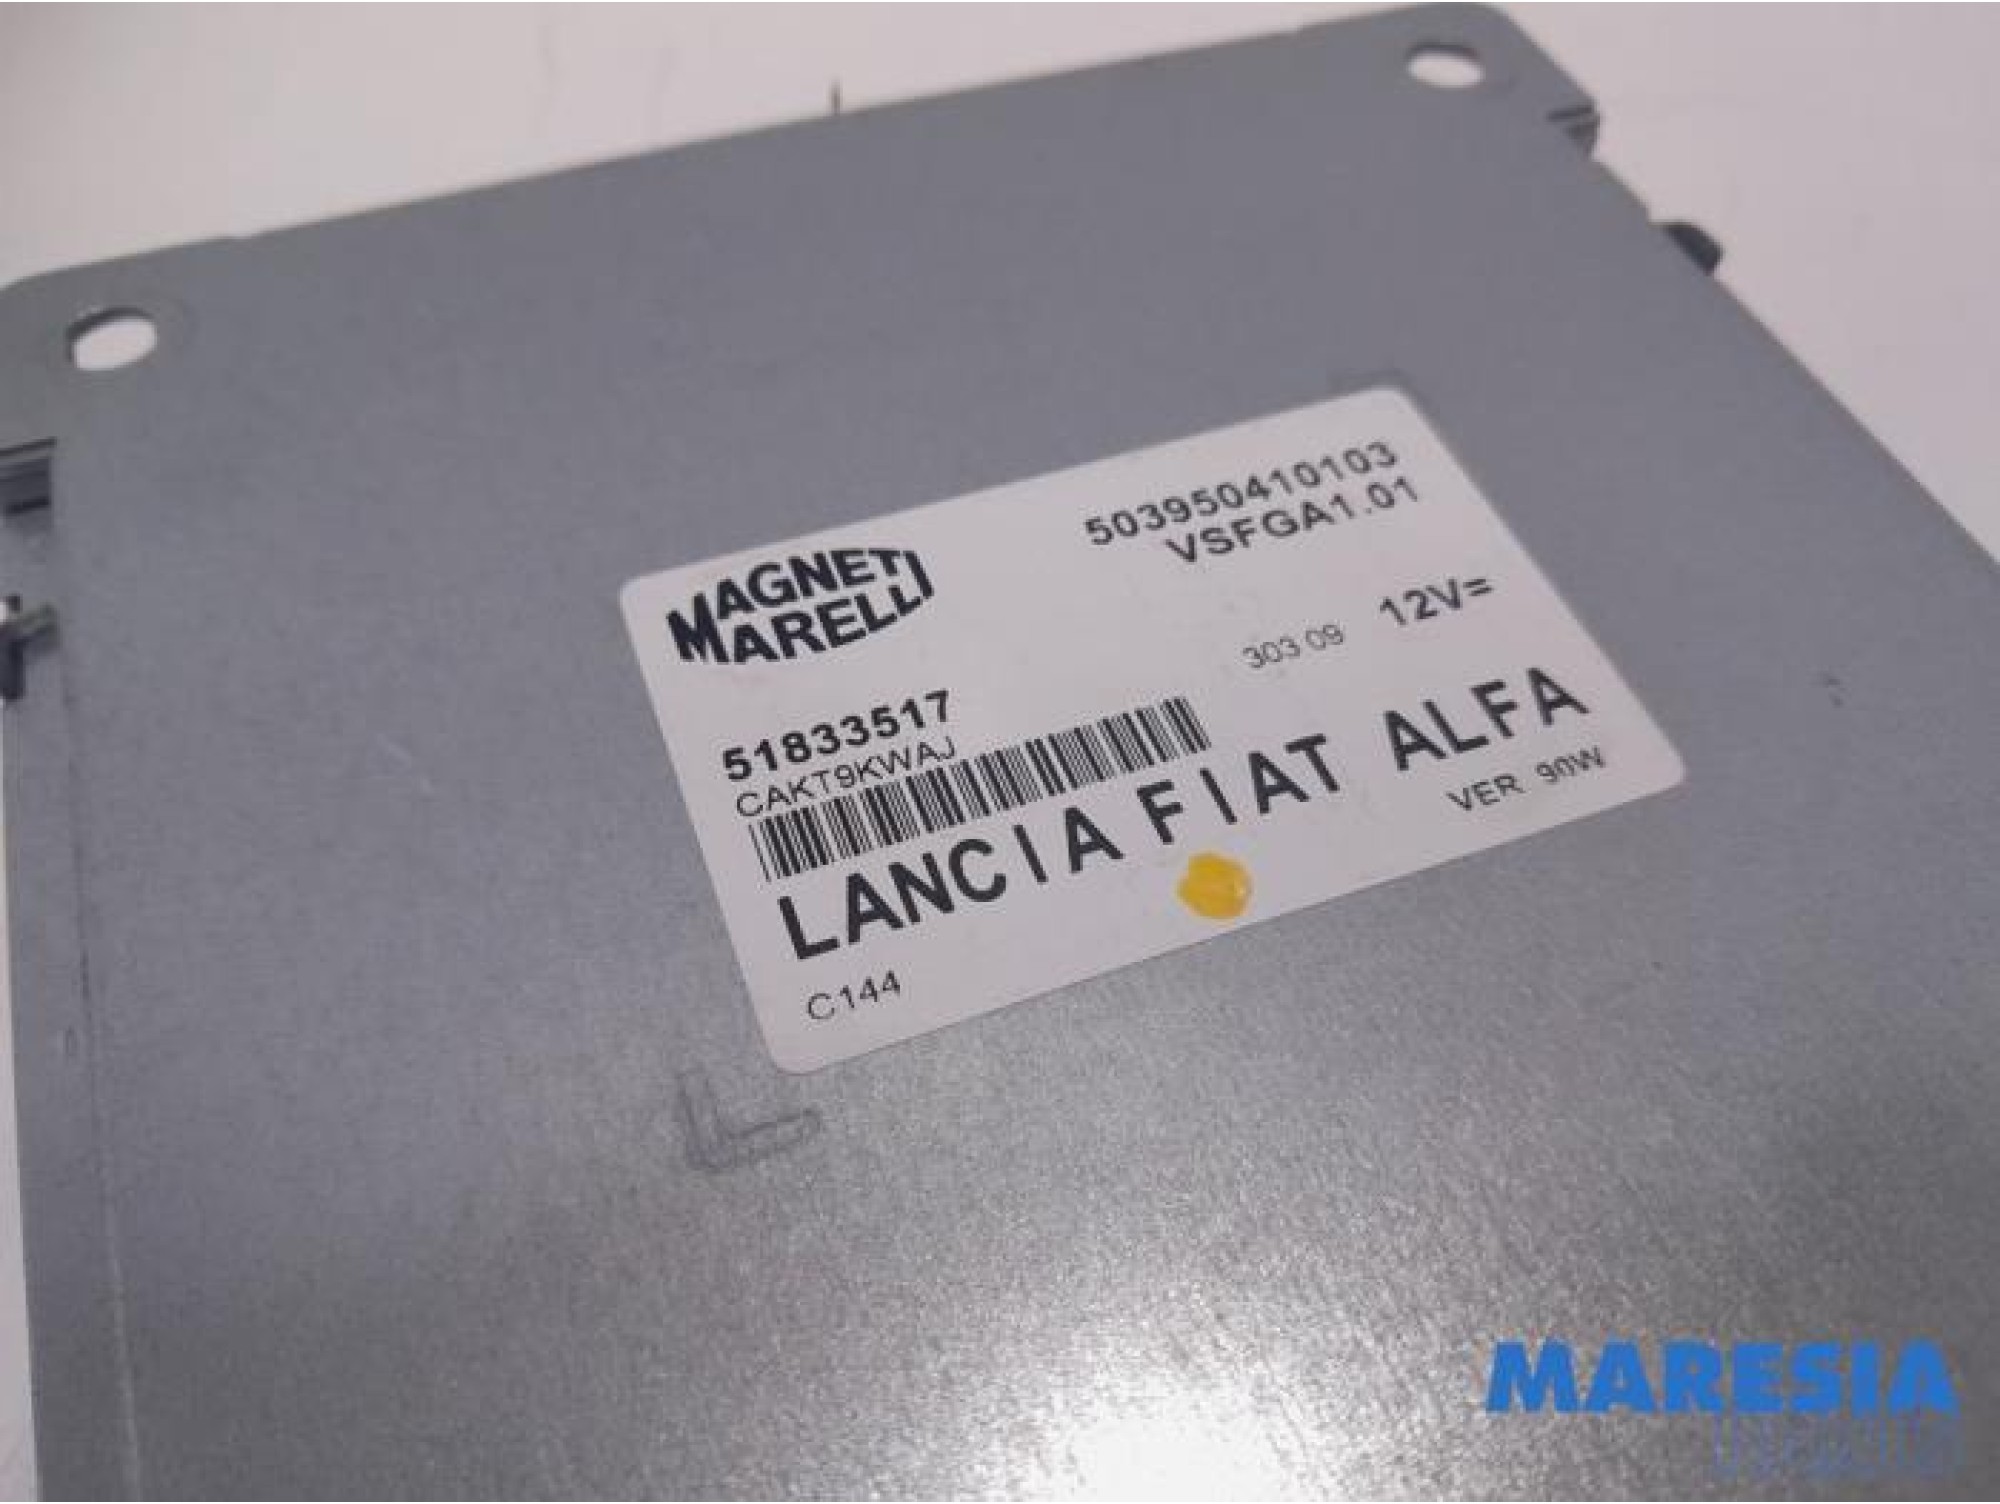 503950410103
VSFGA1.01
MAGNETI
MARELLI
303 09 12V=
51833517
CAKT9KWAJ
LANCIA FIAT ALFA
VER 90W
C144
MARESIA